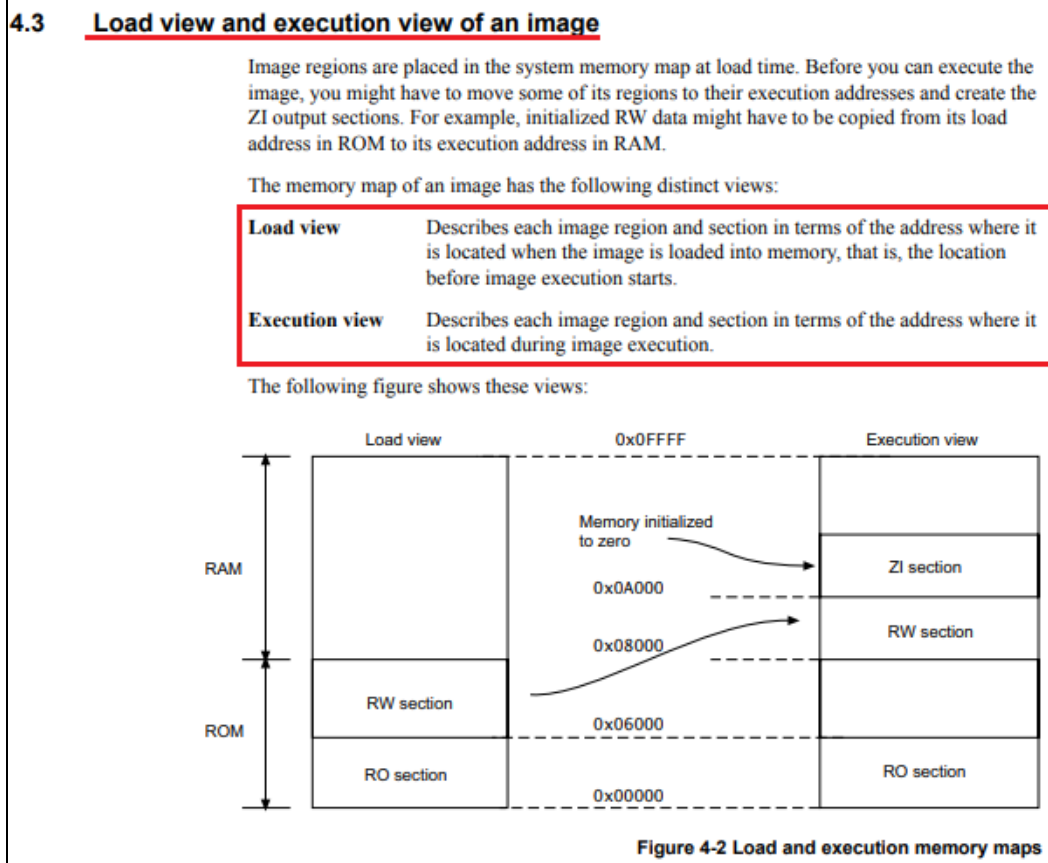 4.3 Load view and execution view of an image
Image regions are placed in the system memory map at load time. Before you can execute the
image, you might have to move some of its regions to their execution addresses and create the
ZI output sections. For example, initialized RW data might have to be copied from its load
address in ROM to its execution address in RAM.
The memory map of an image has the following distinct views:
Load view Describes each image region and section in terms of the address where it
is located when the image is loaded into memory, that is, the location
before image execution starts.
Execution view Describes each image region and section in terms of the address where it
is located during image execution.
The following figure shows these views:
Load view 0x0FFFF Execution view
Memory initialized
to zero
RAM ZI section
0x0A000
RW section
0x08000
RW section
0x06000
ROM
RO section RO section
0x00000
Figure 4-2 Load and execution memory maps